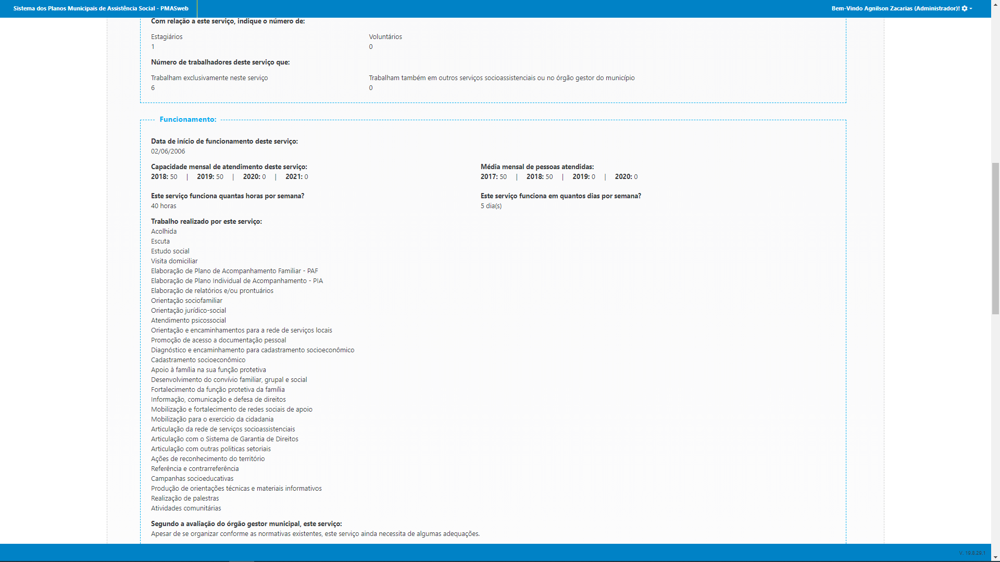 Sistema dos Planos Municipais de Assistência Social - PMASweb
Bem-Vindo Agnilson Zacarias (Administrador)!
Com relação a este serviço, indique o número de:
Estagiários
Voluntários
1
0
Número de trabalhadores deste serviço que:
Trabalham exclusivamente neste serviço
Trabalham também em outros serviços socioassistenciais ou no órgão gestor do município
6
0
Funcionamento:
Data de início de funcionamento deste serviço:
02/06/2006
Capacidade mensal de atendimento deste serviço:
Média mensal de pessoas atendidas:
2018: 50 | 2019: 50 | 2020: 0 | 2021: 0
2017: 50 | 2018: 50 | 2019: 0 | 2020: 0
Este serviço funciona quantas horas por semana?
Este serviço funciona em quantos dias por semana?
40 horas
5 dia(s)
Trabalho realizado por este serviço:
Acolhida
Escuta
Estudo social
Visita domiciliar
Elaboração de Plano de Acompanhamento Familiar - PAF
Elaboração de Plano Individual de Acompanhamento - PIA
Elaboração de relatórios e/ou prontuários
Orientação sociofamiliar
Orientação jurídico-social
Atendimento psicossocial
Orientação e encaminhamentos para a rede de serviços locais
Promoção de acesso a documentação pessoal
Diagnóstico e encaminhamento para cadastramento socioeconômico
Cadastramento socioeconômico
Apoio à família na sua função protetiva
Desenvolvimento do convívio familiar, grupal e social
Fortalecimento da função protetiva da família
Informação, comunicação e defesa de direitos
Mobilização e fortalecimento de redes sociais de apoio
Mobilização para o exercicio da cidadania
Articulação da rede de serviços socioassistenciais
Articulação com o Sistema de Garantia de Direitos
Articulação com outras politicas setoriais
Ações de reconhecimento do território
Referência e contrarreferência
Campanhas socioeducativas
Produção de orientações técnicas e materiais informativos
Realização de palestras
Atividades comunitárias
Segundo a avaliação do órgão gestor municipal, este serviço:
Apesar de se organizar conforme as normativas existentes, este serviço ainda necessita de algumas adequações.
V. 19.8.29.1